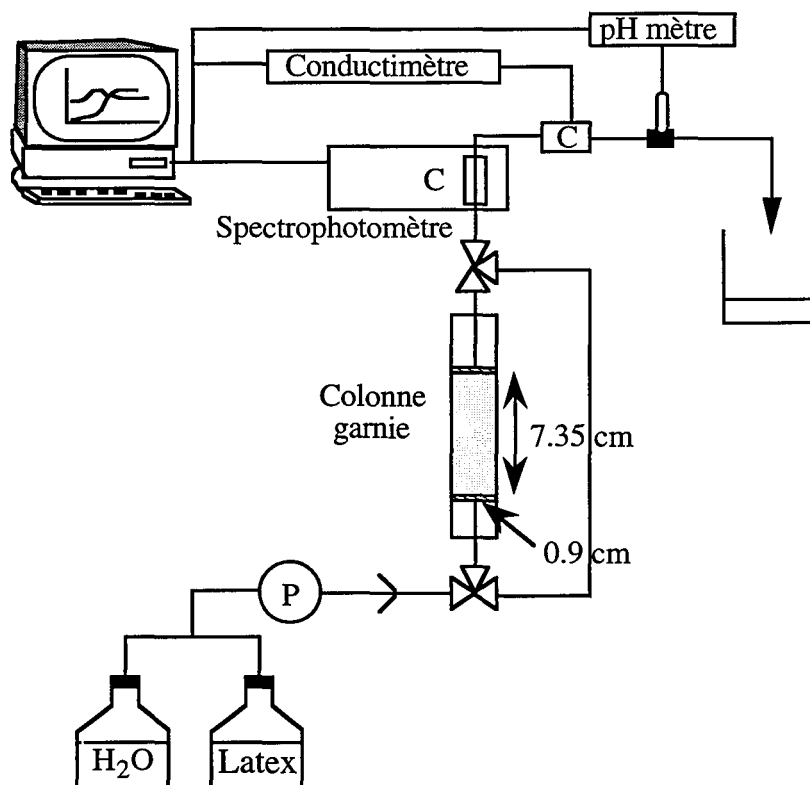 pH mètre
Conductimètre
C
C
Spectrophotomètre
Colonne
garnie
7.35 cm
0.9 cm
P
H₂O
Latex